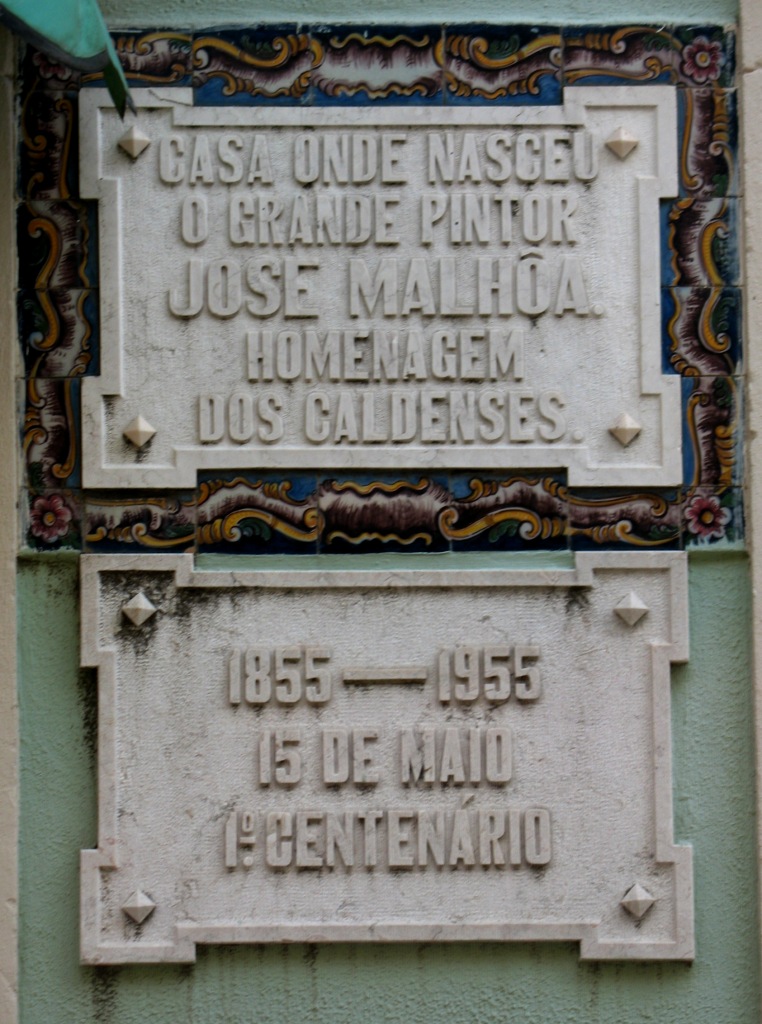 CASA ONDE NASCEU
O GRANDE PINTOR
JOSE MALHÔA.
HOMENAGEM
DOS CALDENSES.
1855 — 1955
15 DE MAIO
1º CENTENÁRIO